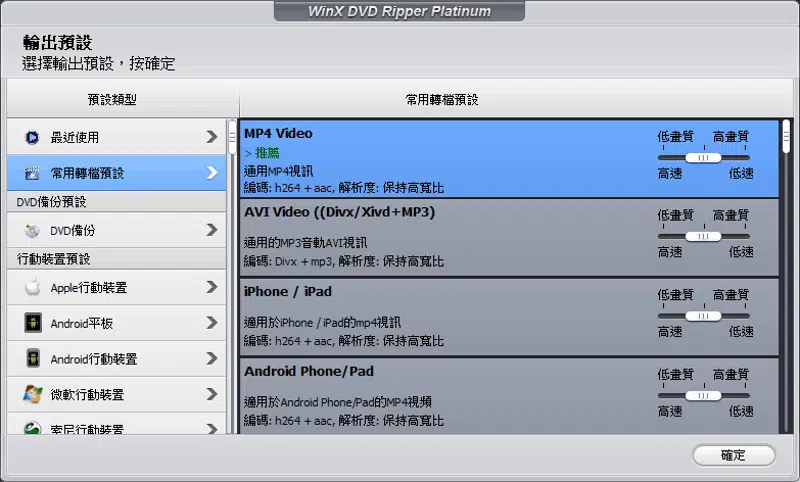 WinX DVD Ripper Platinum
輸出預設
選擇輸出預設，按確定
預設類型
常用轉檔預設
最近使用
常用轉檔預設
DVD備份預設
DVD備份
行動裝置預設
Apple行動裝置
Android平板
Android行動裝置
微軟行動裝置
索尼行動裝置
MP4 Video
> 推薦
通用MP4視訊
編碼: h264 + aac, 解析度: 保持高寬比
低畫質 高畫質
高速 低速
AVI Video ((Divx/Xivd+MP3)
通用的MP3音軌AVI視訊
編碼: Divx + mp3, 解析度: 保持高寬比
低畫質 高畫質
高速 低速
iPhone / iPad
適用於iPhone / iPad的mp4視訊
編碼: h264 + aac, 解析度: 保持高寬比
低畫質 高畫質
高速 低速
Android Phone/Pad
適用於Android Phone/Pad的MP4視頻
編碼: h264 + aac, 解析度: 保持高寬比
低畫質 高畫質
高速 低速
確定